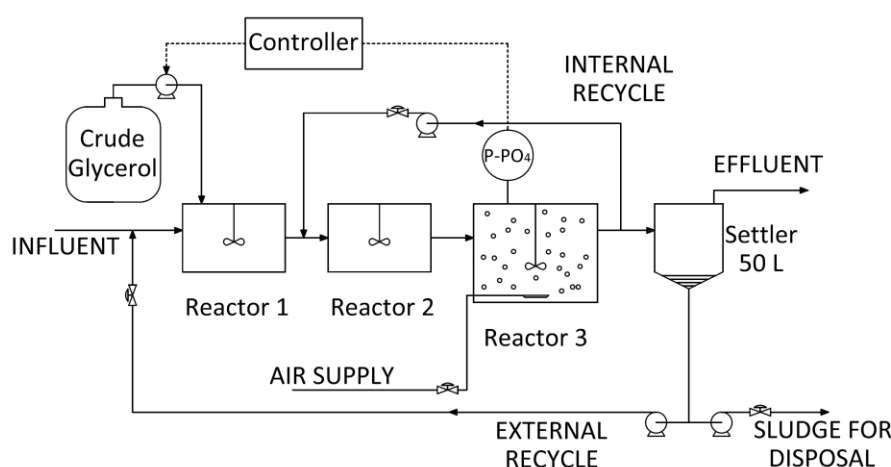 Controller
INTERNAL
RECYCLE
Crude
Glycerol
P-PO₄
EFFLUENT
INFLUENT
Settler
50 L
Reactor 1
Reactor 2
Reactor 3
AIR SUPPLY
EXTERNAL
RECYCLE
SLUDGE FOR
DISPOSAL